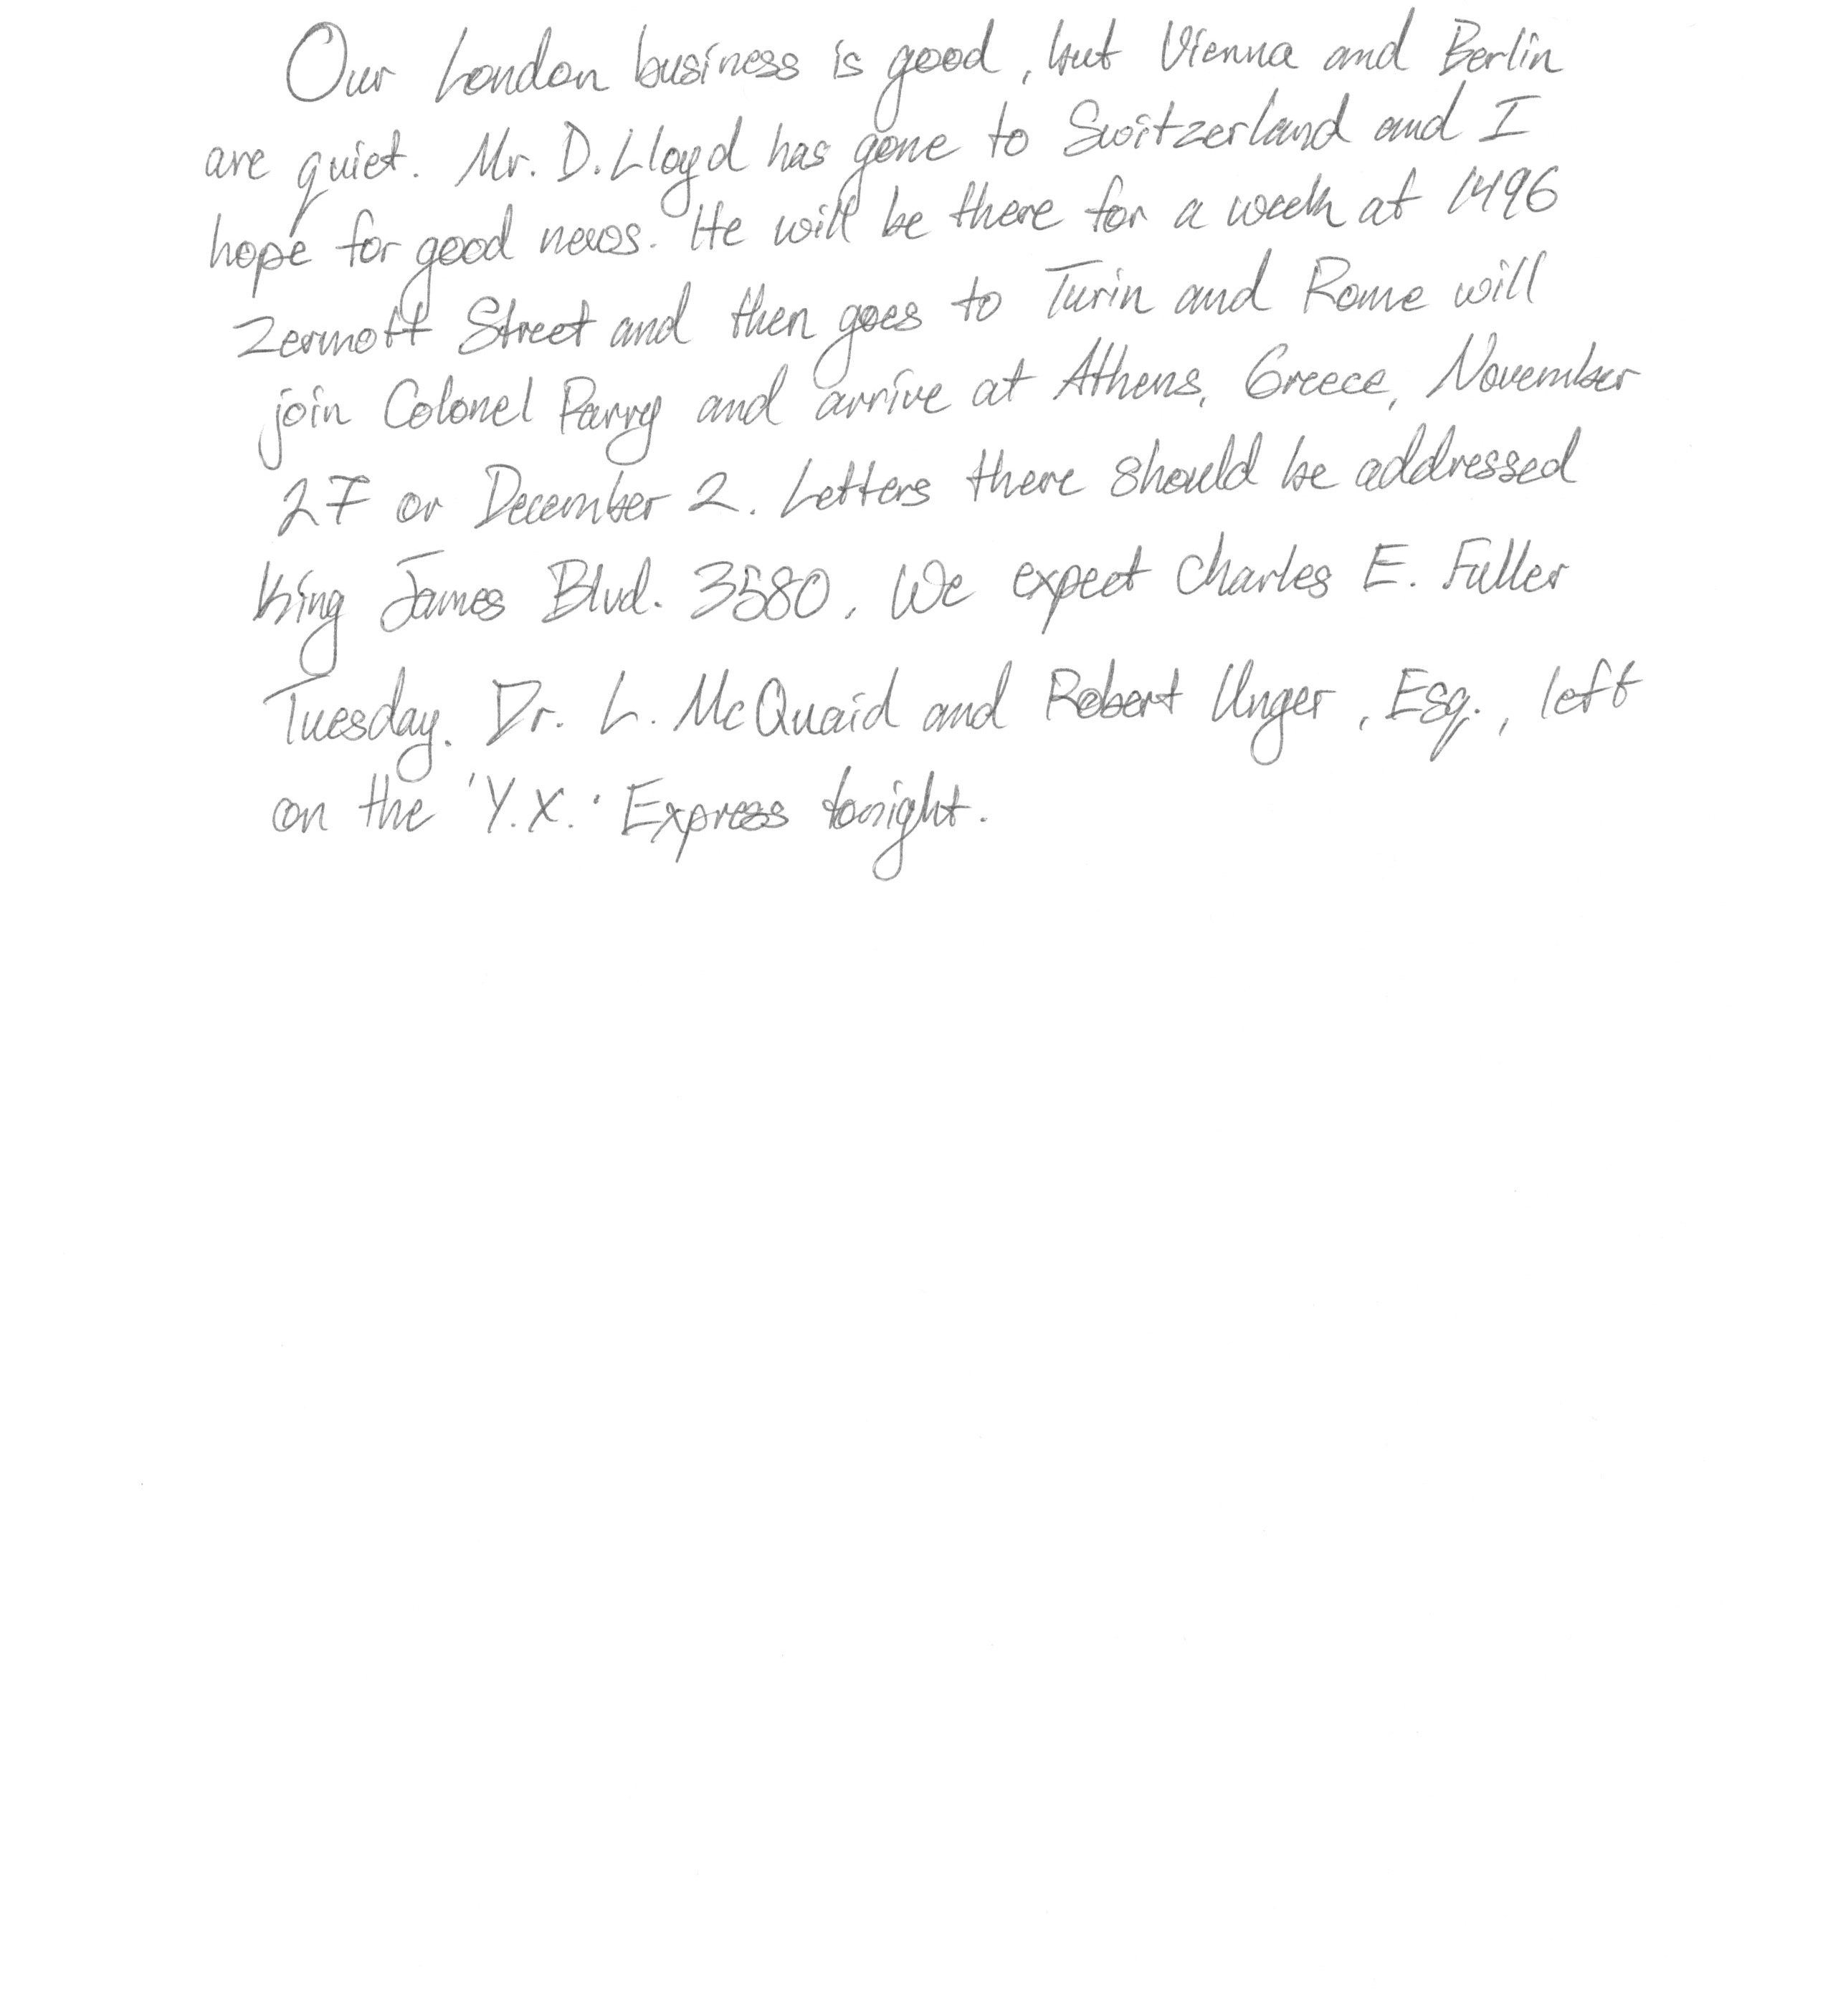 Our London business is good, but Vienna and Berlin
are quiet. Mr. D. Lloyd has gone to Switzerland and I
hope for good news. He will be there for a week at 1496
Zermott Street and then goes to Turin and Rome will
join Colonel Parry and arrive at Athens, Greece, November
27 or December 2. Letters there should be addressed
King James Blvd. 3580. We expect Charles E. Fuller
Tuesday. Dr. L. McQuaid and Robert Unger, Esq., left
on the 'Y.X.' Express tonight.